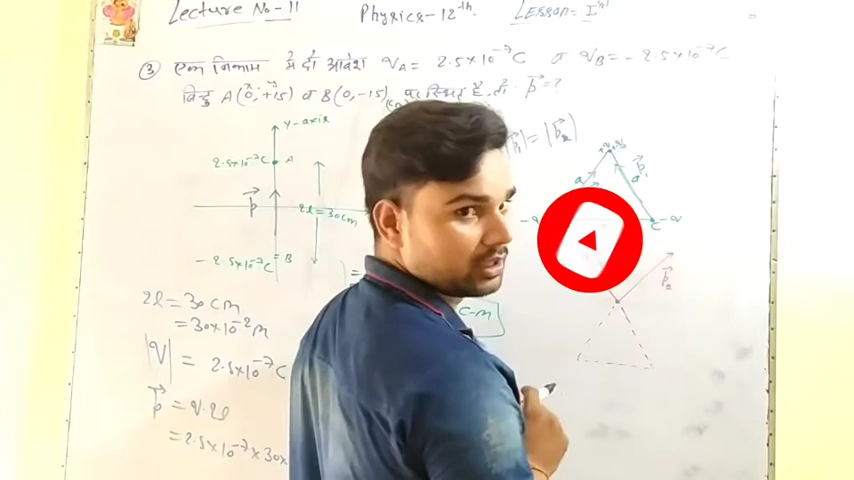 Lecture No-11 Physics-12th. Lesson: Ist
③ एक निकाय में दो आवेश qA = 2.5×10⁻⁷C व qB = - 2.5×10⁻⁷C
बिन्दु A(0, +15) व B(0, -15) पर स्थित है, तो p⃗ = ?
y-axis
2.5×10⁻⁷C A
p⃗
2l = 30cm
- 2.5×10⁻⁷C B
2l = 30 cm
= 30×10⁻² m
|q| = 2.5×10⁻⁷C
p⃗ = q.2l
= 2.5×10⁻⁷×30×
C-m
= |p⃗₂|
p⃗₁
a
C -q
p⃗₂